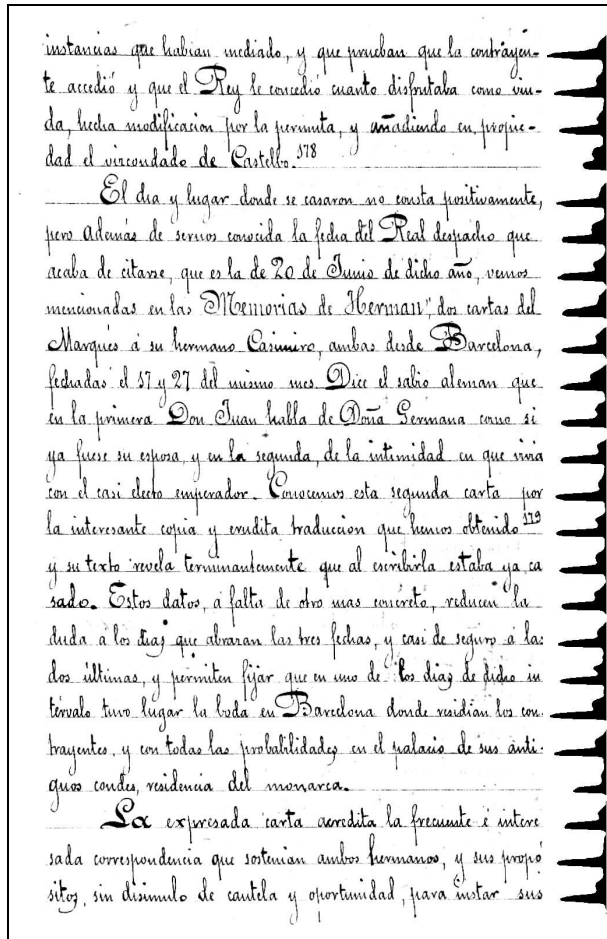 instancias que habian mediado, y que prueban que la contrayen-
te accedió y que el Rey le concedió cuanto disfrutaba como viu-
da, hecha modificacion por la permuta, y añadiendo en, propie-
dad el vizcondado de Castelbo. 178
El dia y lugar donde se casaron no consta positivamente,
pero además de sernos conocida la fecha del Real despacho que
acaba de citarse, que es la de 20 de Junio de dicho año, vemos
mencionadas en las "Memorias de Herman", dos cartas del
Marqués á su hermano Casimiro, ambas desde Barcelona,
fechadas el 17 y 27 del mismo mes. Dice el sabio aleman que
en la primera Don Juan habla de Doña Germana como si
ya fuese su esposa, y en la segunda, de la intimidad en que vivia
con el casi electo emperador. Conocemos esta segunda carta por
la interesante copia y erudita traduccion que hemos obtenido 179
y su texto revela terminantemente que al escribirla estaba ya, ca
sado. Estos datos, á falta de otro mas concreto, reducen la
duda á los dias que abrazan las tres fechas, y casi de seguro á las
dos últimas, y permiten fijar que en uno de los dias de dicho in
térvalo tuvo lugar la boda en Barcelona donde residian los con
trayentes, y con todas las probabilidades en el palacio de sus anti-
guos condes, residencia del monarca.
La expresada carta acredita la frecuente é intere
sada correspondencia que sostenian ambos hermanos, y sus propó
sitos, sin disimulo de cautela y oportunidad, para instar sus